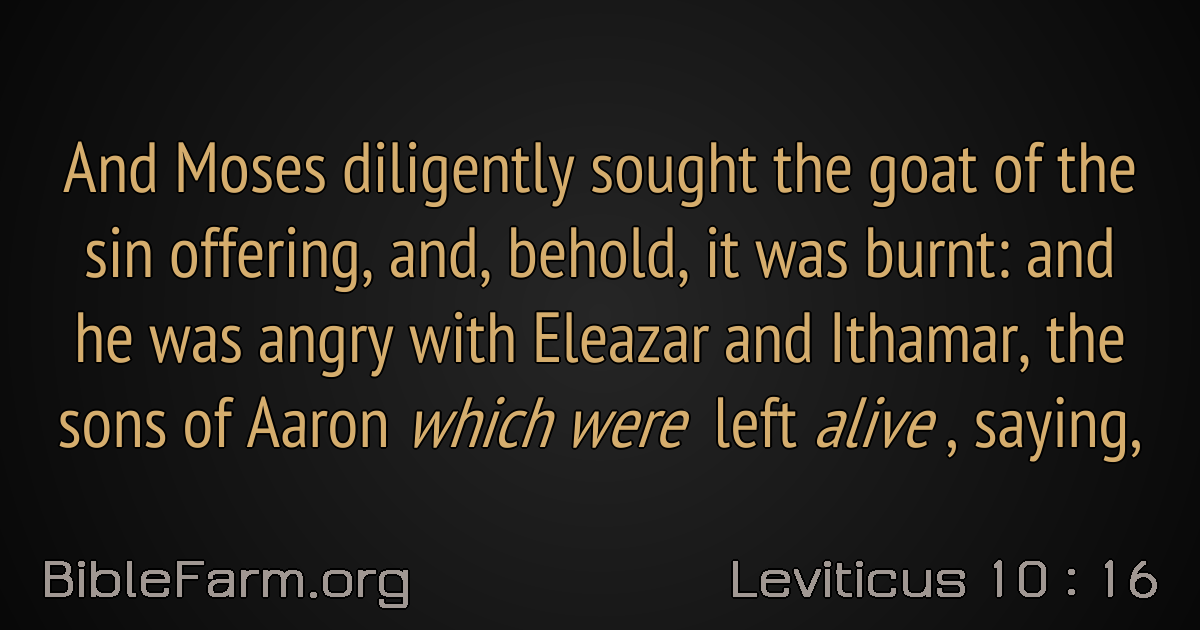 And Moses diligently sought the goat of the
sin offering, and, behold, it was burnt: and
he was angry with Eleazar and Ithamar, the
sons of Aaron which were left alive , saying,
BibleFarm.org
Leviticus 10 : 16